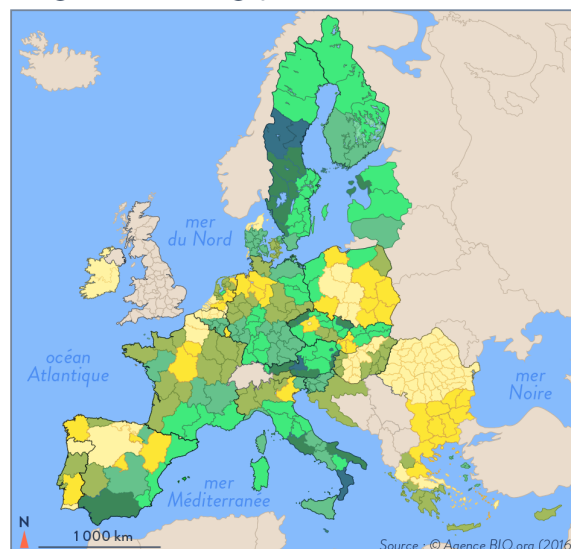 mer
du Nord
océan
Atlantique
mer
Noire
mer
Méditerranée
N
1 000 km
Source : © Agence BIO.org (2016